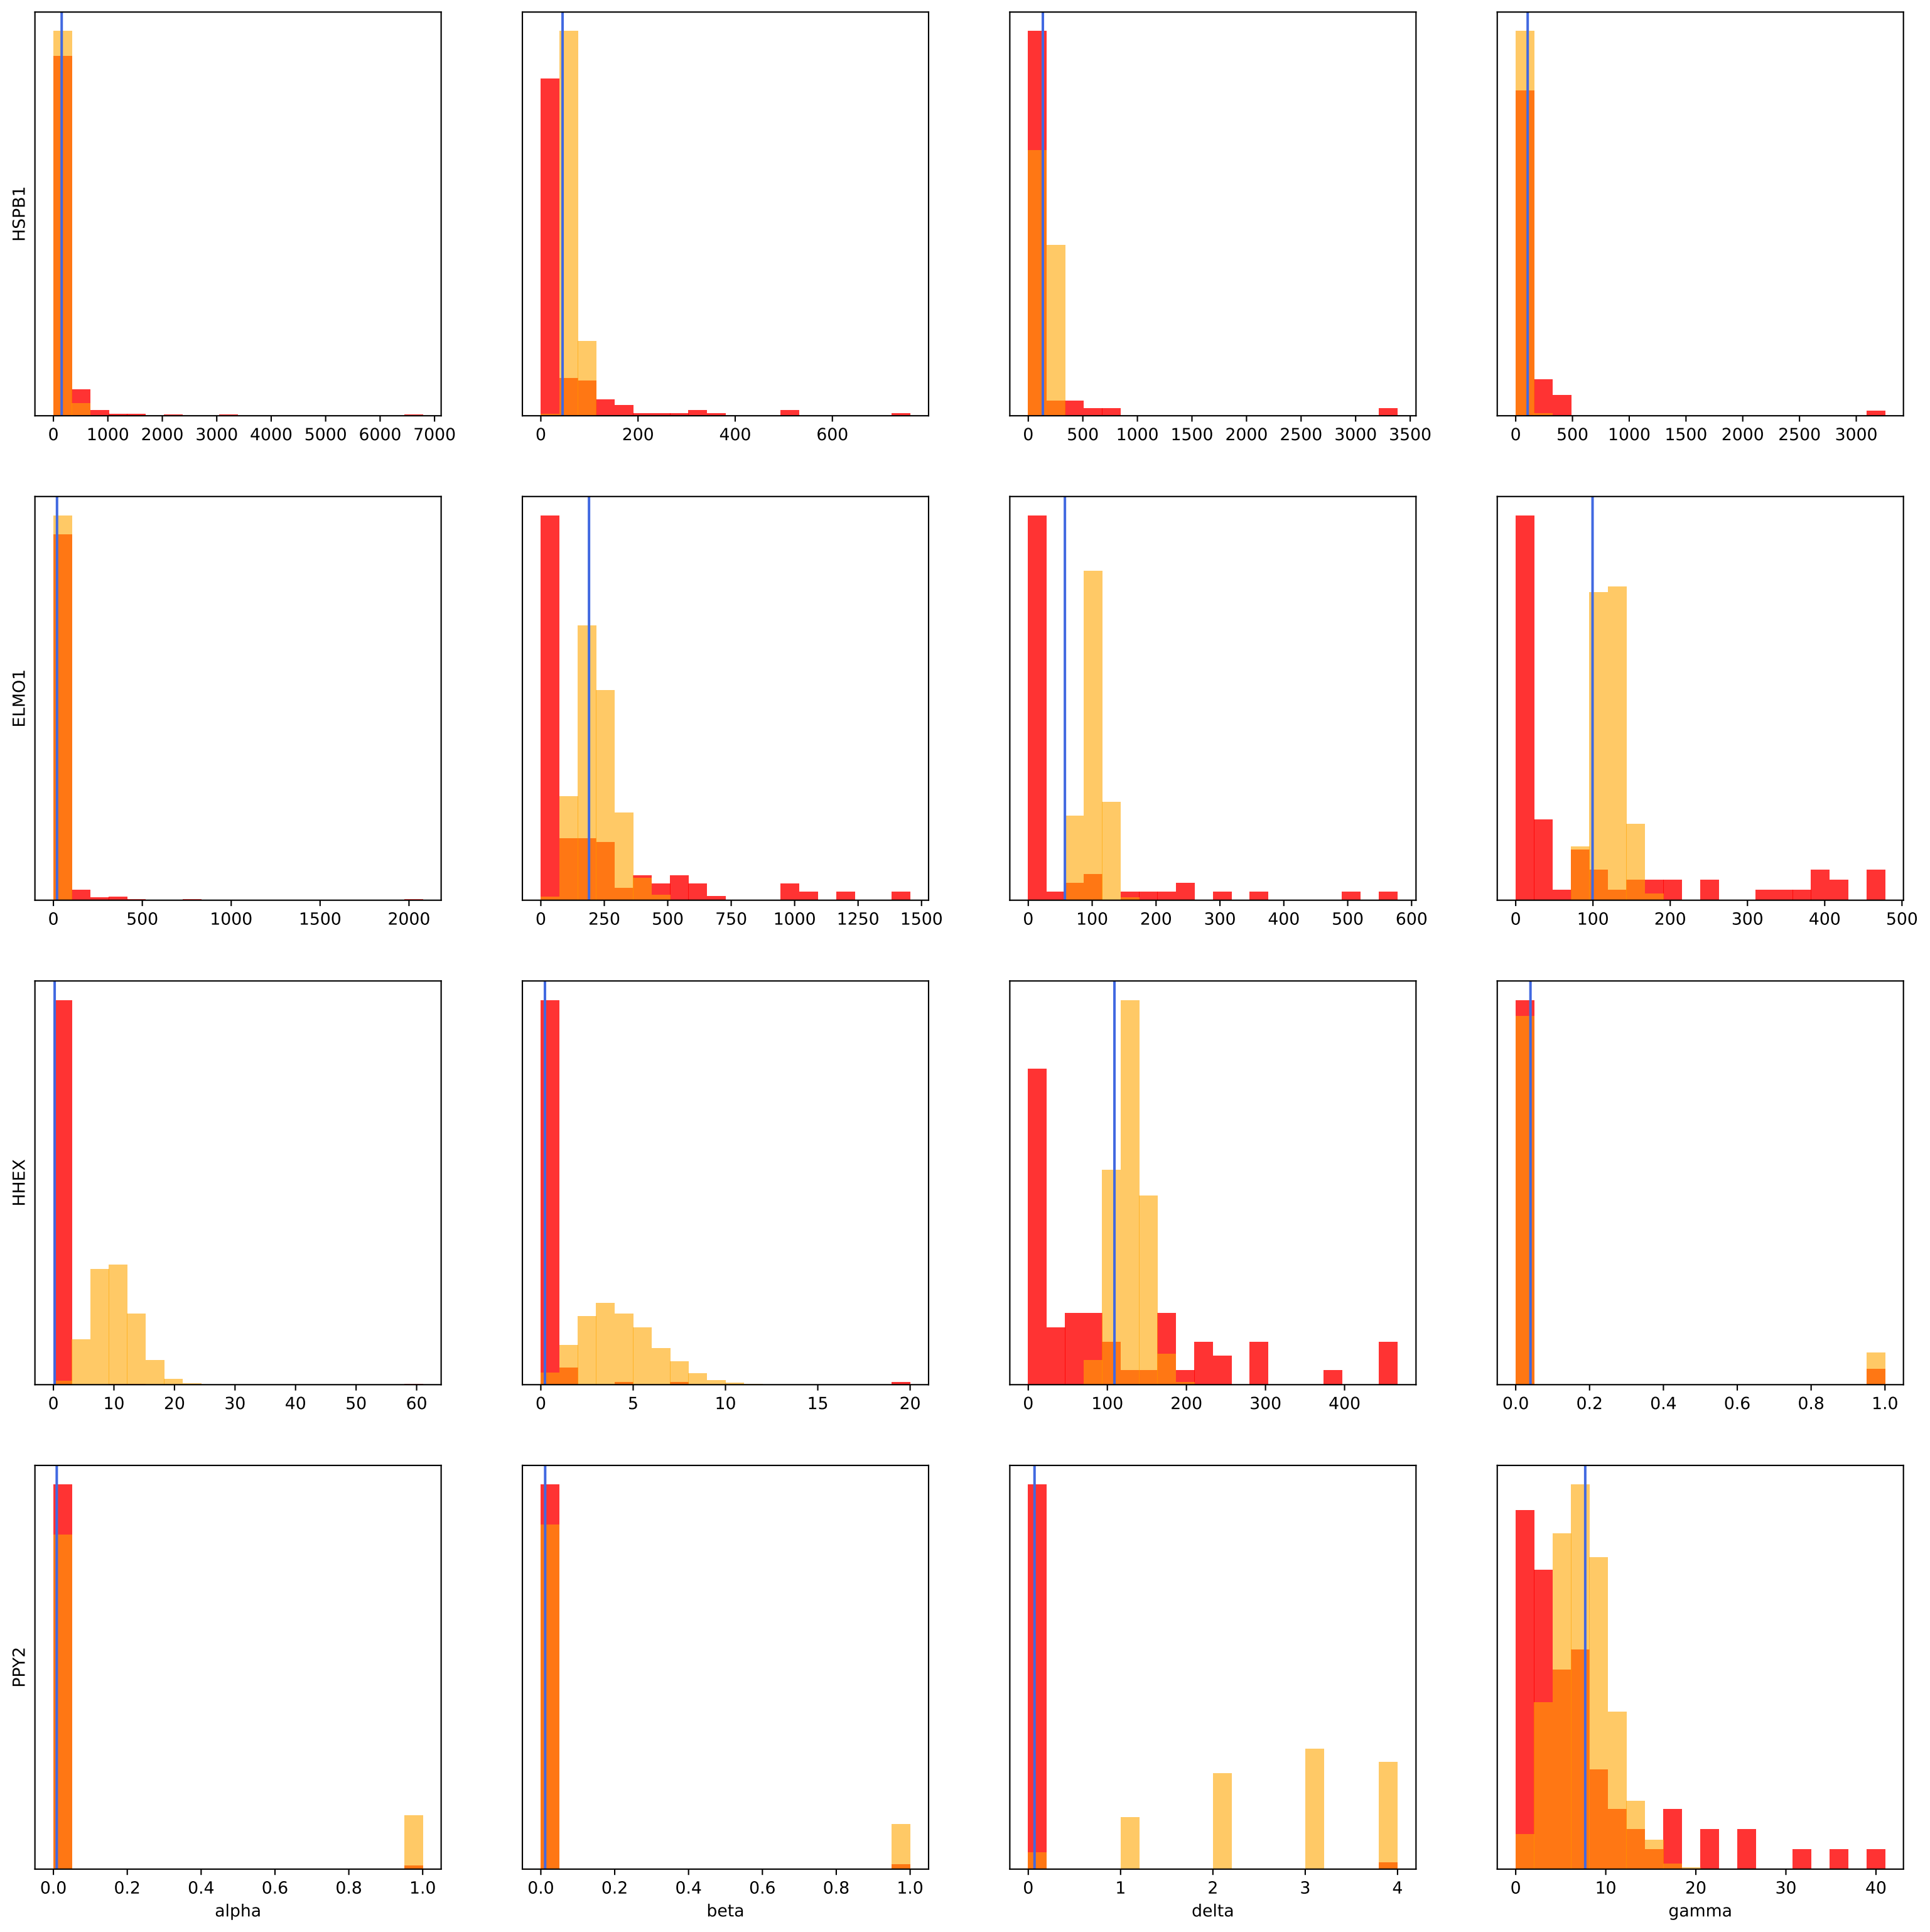 HSPB1
0 1000 2000 3000 4000 5000 6000 7000
0 200 400 600
0 500 1000 1500 2000 2500 3000 3500
0 500 1000 1500 2000 2500 3000
ELMO1
0 500 1000 1500 2000
0 250 500 750 1000 1250 1500
0 100 200 300 400 500 600
0 100 200 300 400 500
HHEX
0 10 20 30 40 50 60
0 5 10 15 20
0 100 200 300 400
0.0 0.2 0.4 0.6 0.8 1.0
PPY2
0.0 0.2 0.4 0.6 0.8 1.0
0.0 0.2 0.4 0.6 0.8 1.0
0 1 2 3 4
0 10 20 30 40
alpha
beta
delta
gamma